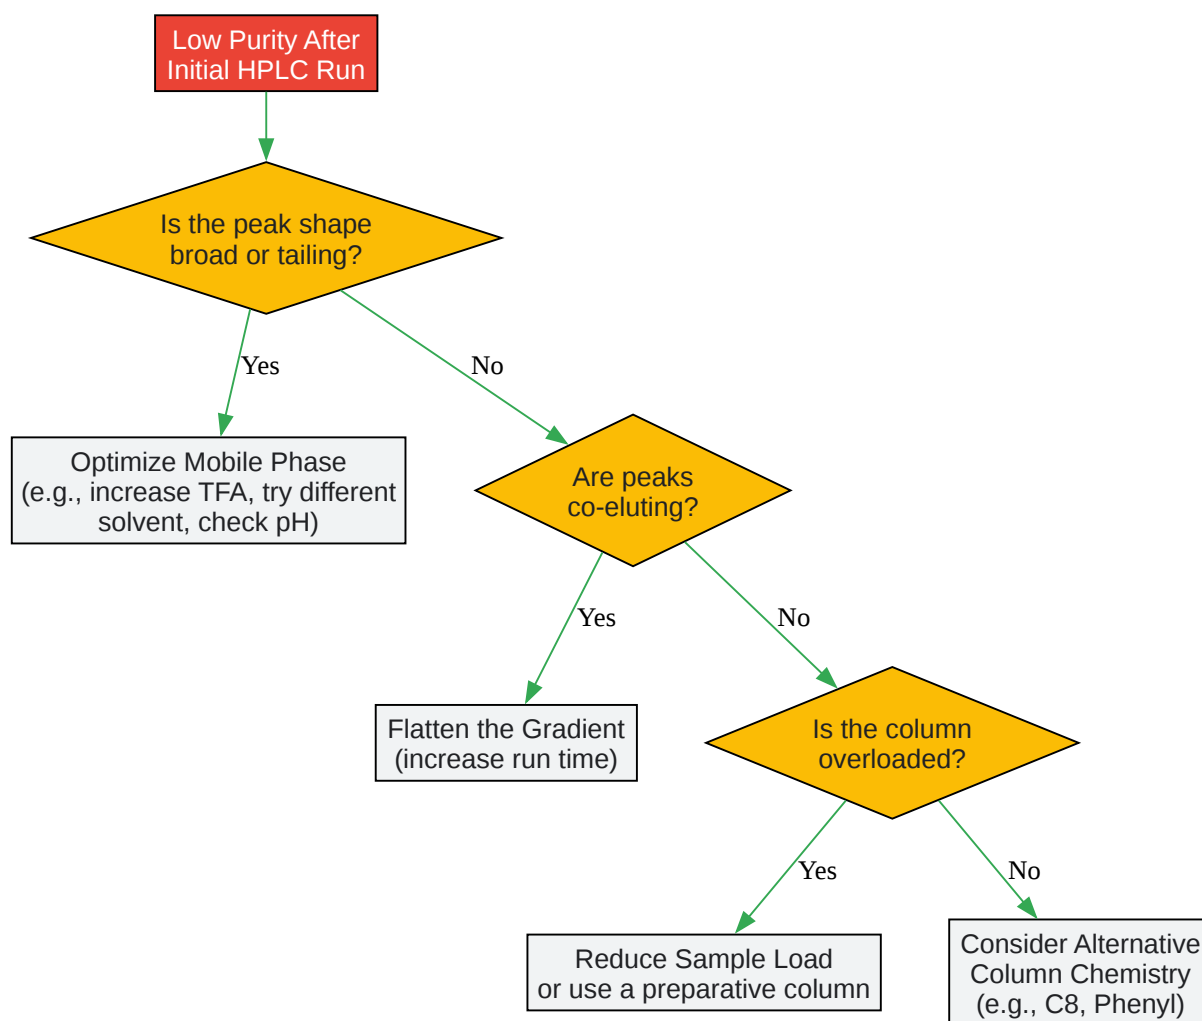 Low Purity After
Initial HPLC Run
Is the peak shape
broad or tailing?
Yes
No
Optimize Mobile Phase
(e.g., increase TFA, try different
solvent, check pH)
Are peaks
co-eluting?
Yes
No
Flatten the Gradient
(increase run time)
Is the column
overloaded?
Yes
No
Reduce Sample Load
or use a preparative column
Consider Alternative
Column Chemistry
(e.g., C8, Phenyl)